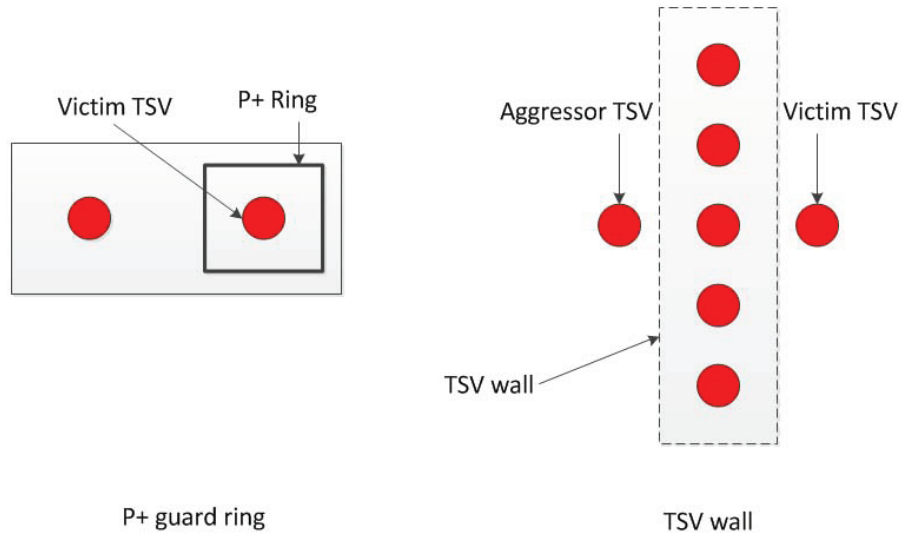 Victim TSV
P+ Ring
Aggressor TSV
Victim TSV
TSV wall
P+ guard ring
TSV wall